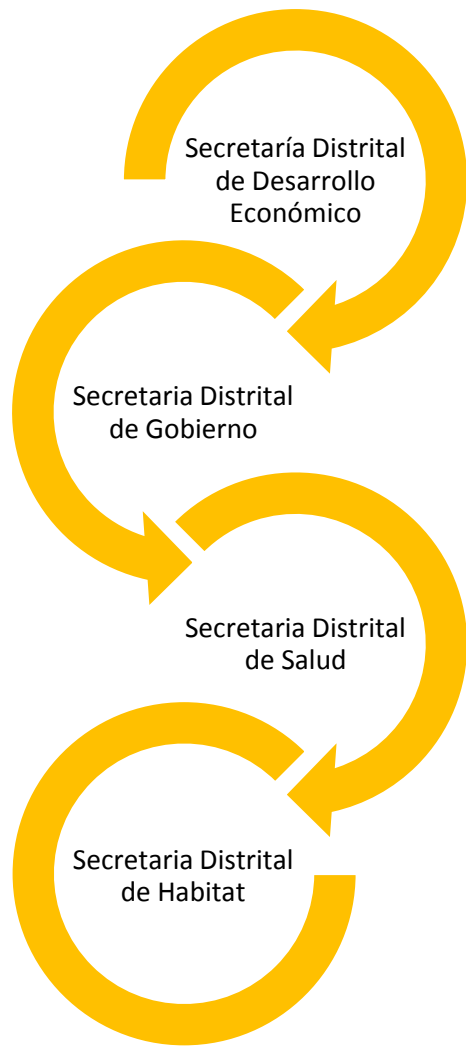 Secretaría Distrital
de Desarrollo
Económico
Secretaria Distrital
de Gobierno
Secretaria Distrital
de Salud
Secretaria Distrital
de Habitat